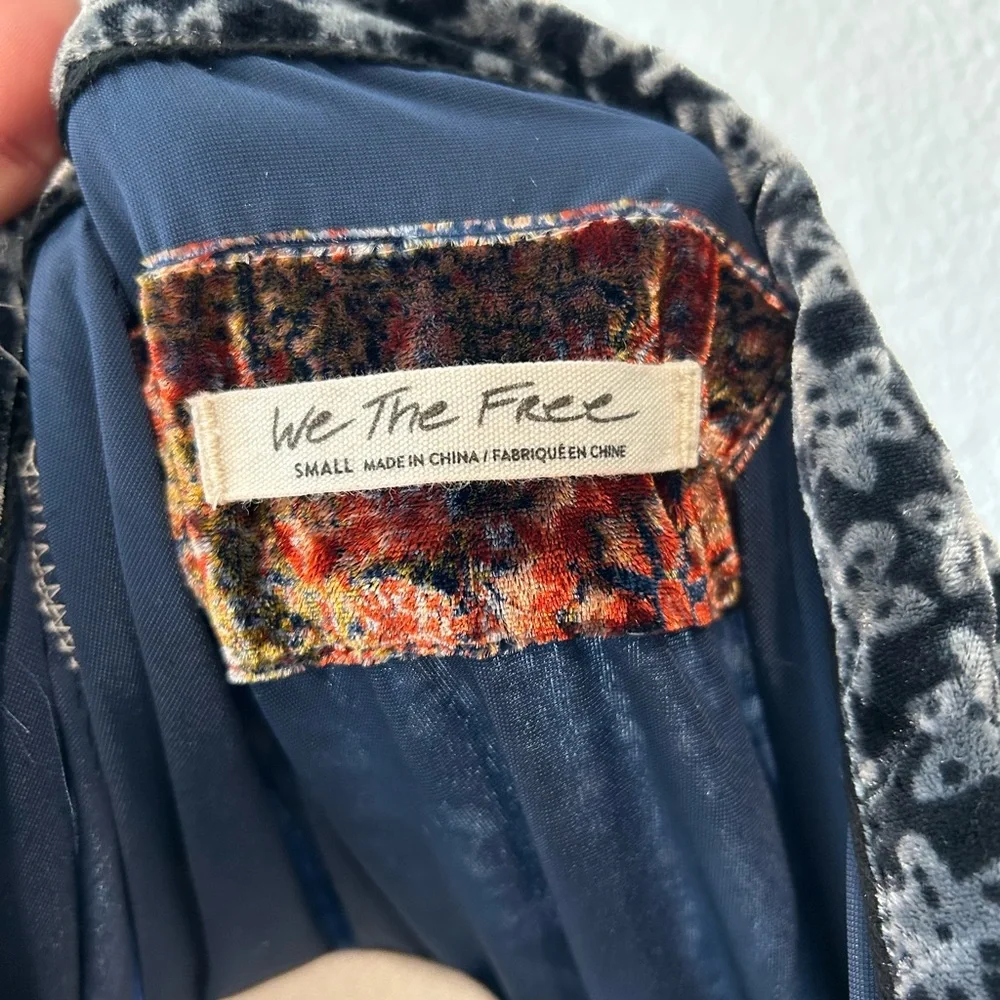 We The Free
SMALL MADE IN CHINA / FABRIQUÉ EN CHINE